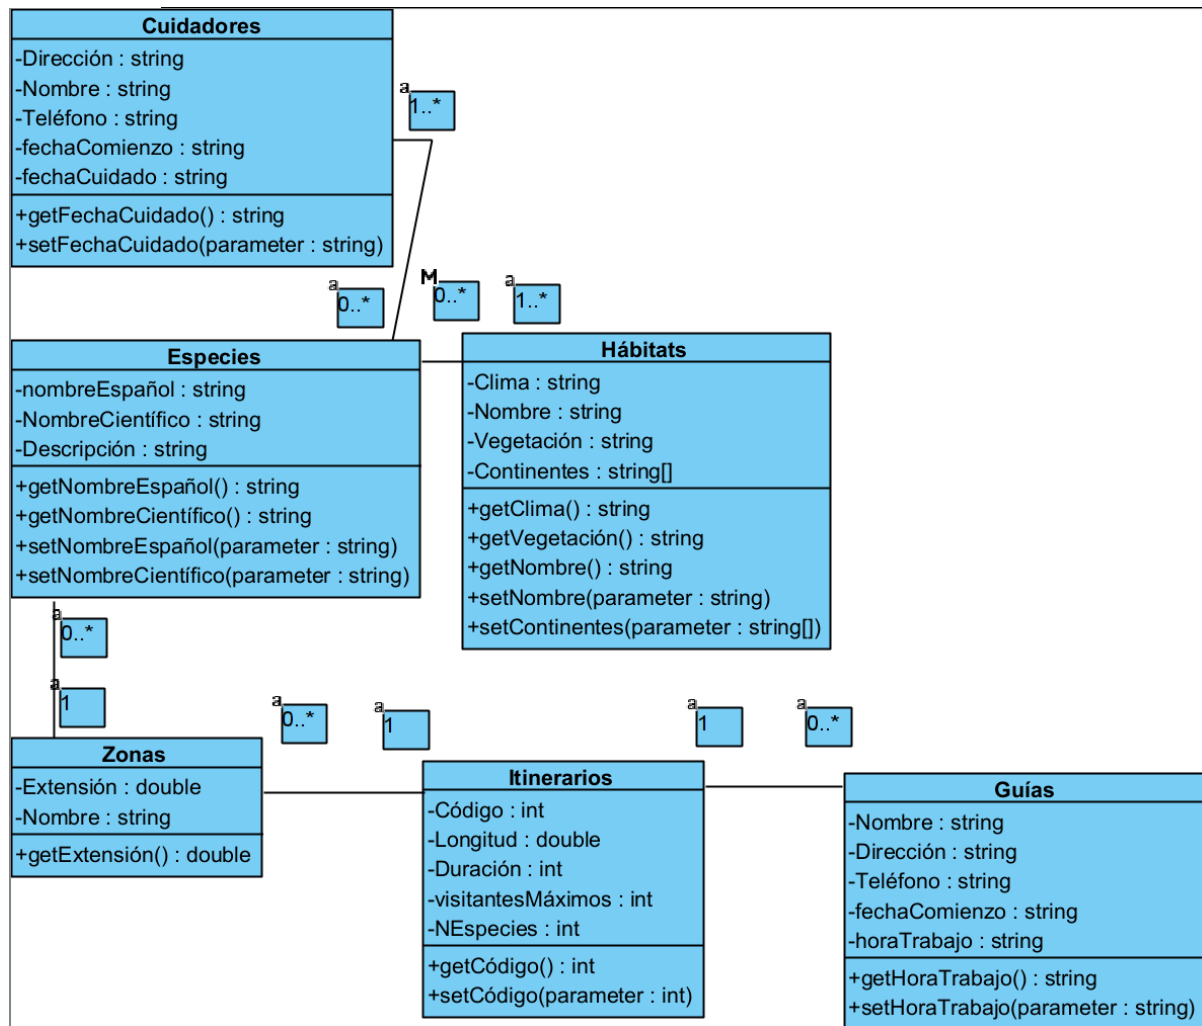 Cuidadores
-Dirección : string
-Nombre : string
-Teléfono : string
-fechaComienzo : string
-fechaCuidado : string
+getFechaCuidado() : string
+setFechaCuidado(parameter : string)
a
1..*
a
0..*
M
0..*
a
1..*
Especies
-nombreEspañol : string
-NombreCientífico : string
-Descripción : string
+getNombreEspañol() : string
+getNombreCientífico() : string
+setNombreEspañol(parameter : string)
+setNombreCientífico(parameter : string)
Hábitats
-Clima : string
-Nombre : string
-Vegetación : string
-Continentes : string[]
+getClima() : string
+getVegetación() : string
+getNombre() : string
+setNombre(parameter : string)
+setContinentes(parameter : string[])
a
0..*
a
1
a
0..*
a
1
a
1
a
0..*
Zonas
-Extensión : double
-Nombre : string
+getExtensión() : double
Itinerarios
-Código : int
-Longitud : double
-Duración : int
-visitantesMáximos : int
-NEspecies : int
+getCódigo() : int
+setCódigo(parameter : int)
Guías
-Nombre : string
-Dirección : string
-Teléfono : string
-fechaComienzo : string
-horaTrabajo : string
+getHoraTrabajo() : string
+setHoraTrabajo(parameter : string)